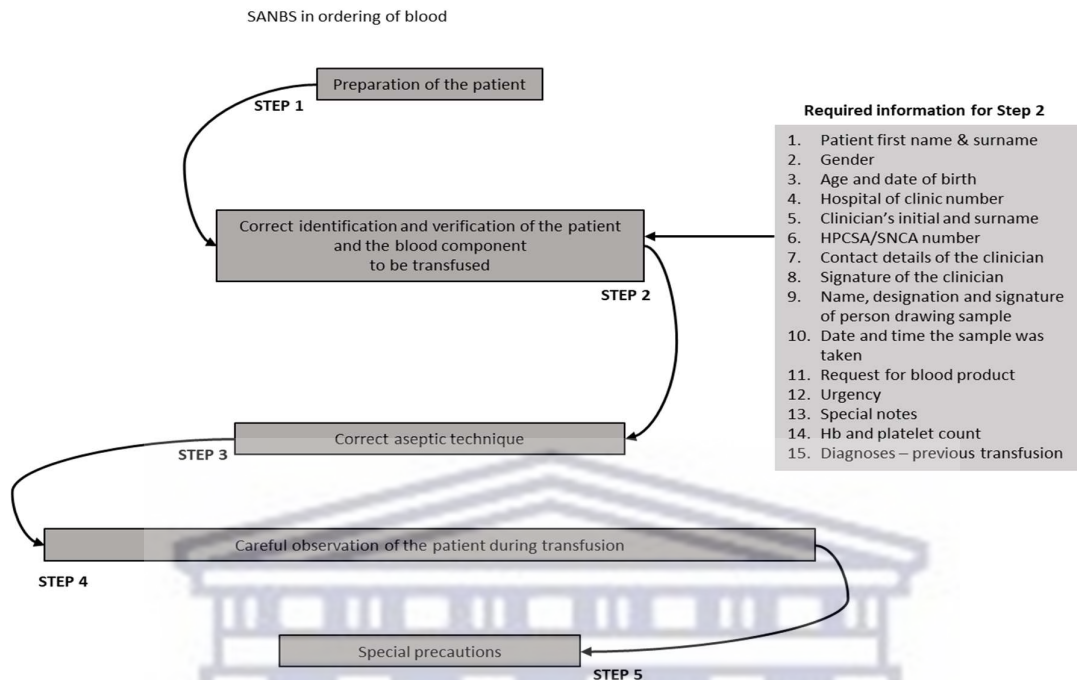 SANBS in ordering of blood
Preparation of the patient
STEP 1
Correct identification and verification of the patient
and the blood component
to be transfused
STEP 2
Required information for Step 2
1. Patient first name & surname
2. Gender
3. Age and date of birth
4. Hospital of clinic number
5. Clinician's initial and surname
6. HPCSA/SNCA number
7. Contact details of the clinician
8. Signature of the clinician
9. Name, designation and signature
of person drawing sample
10. Date and time the sample was
taken
11. Request for blood product
12. Urgency
13. Special notes
14. Hb and platelet count
15. Diagnoses – previous transfusion
Correct aseptic technique
STEP 3
Careful observation of the patient during transfusion
STEP 4
Special precautions
STEP 5